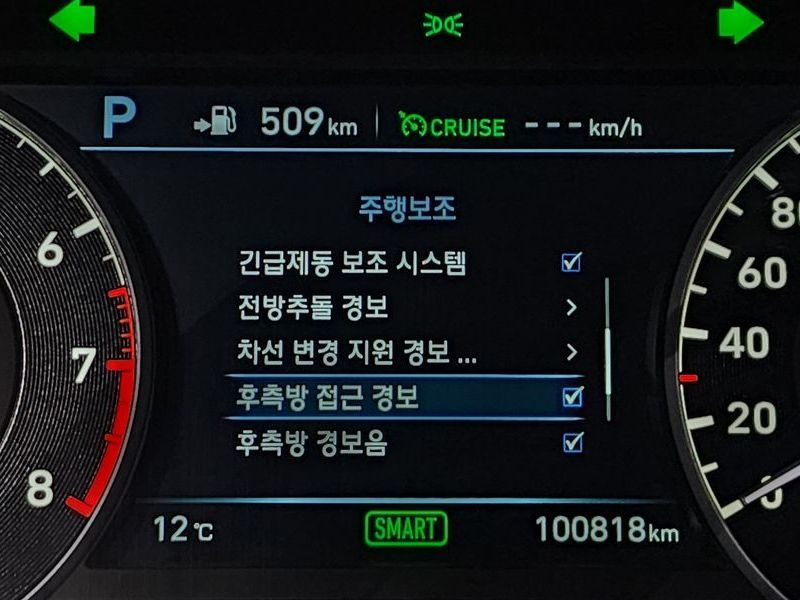 P 509km CRUISE ---km/h
주행보조
긴급제동 보조 시스템
전방추돌 경보
차선 변경 지원 경보 ...
후측방 접근 경보
후측방 경보음
12℃ SMART 100818km
6
7
8
80
60
40
20
0